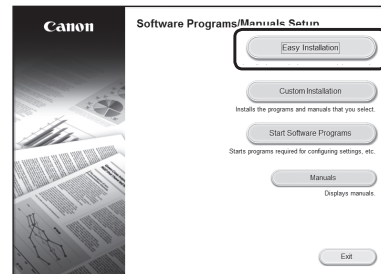 Canon
Software Programs/Manuals Setup
Easy Installation
Custom Installation
Installs the programs and manuals that you select.
Start Software Programs
Starts programs required for configuring settings, etc.
Manuals
Displays manuals.
Exit